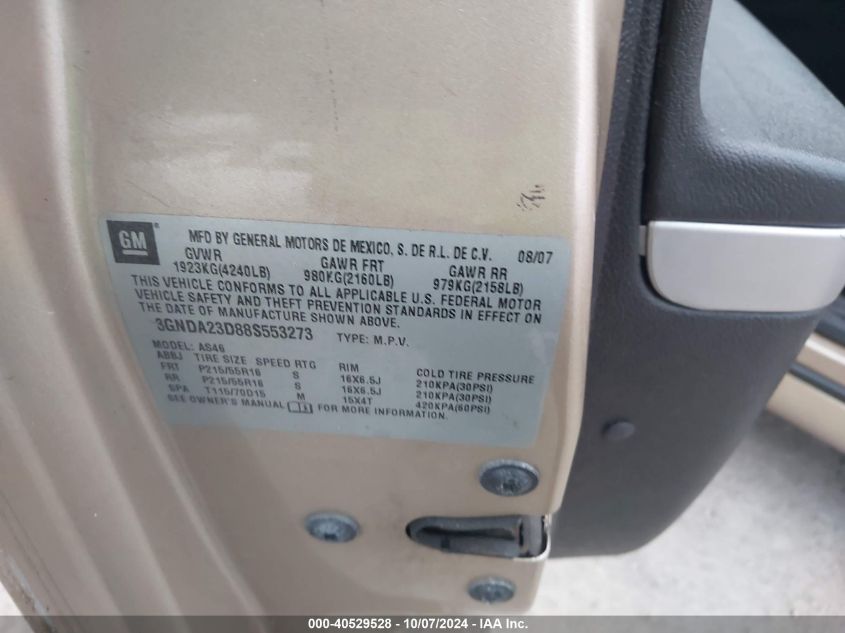 GM
MFD BY GENERAL MOTORS DE MEXICO, S. DE R.L. DE C.V. 08/07
GVWR GAWR FRT GAWR RR
1923KG(4240LB) 980KG(2160LB) 979KG(2158LB)
THIS VEHICLE CONFORMS TO ALL APPLICABLE U.S. FEDERAL MOTOR
VEHICLE SAFETY AND THEFT PREVENTION STANDARDS IN EFFECT ON
THE DATE OF MANUFACTURE SHOWN ABOVE.
3GNDA23D88S553273 TYPE: M.P.V.
MODEL: AS46
ABBJ TIRE SIZE SPEED RTG RIM COLD TIRE PRESSURE
FRT P215/55R16 S 16X6.5J 210KPA(30PSI)
RR P215/55R16 S 16X6.5J 210KPA(30PSI)
SPA T115/70D15 M 15X4T 420KPA(60PSI)
SEE OWNER'S MANUAL FOR MORE INFORMATION.
000-40529528 - 10/07/2024 - IAA Inc.